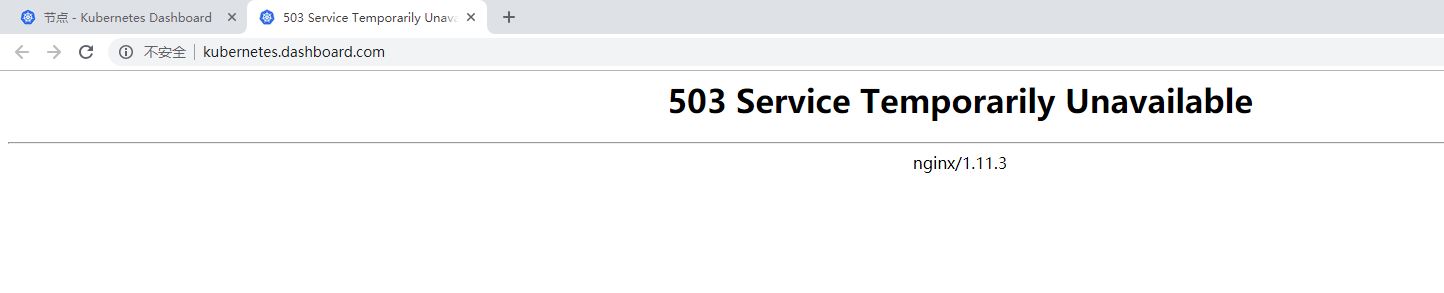 节点 - Kubernetes Dashboard
503 Service Temporarily Unava
不安全 kubernetes.dashboard.com
503 Service Temporarily Unavailable
nginx/1.11.3